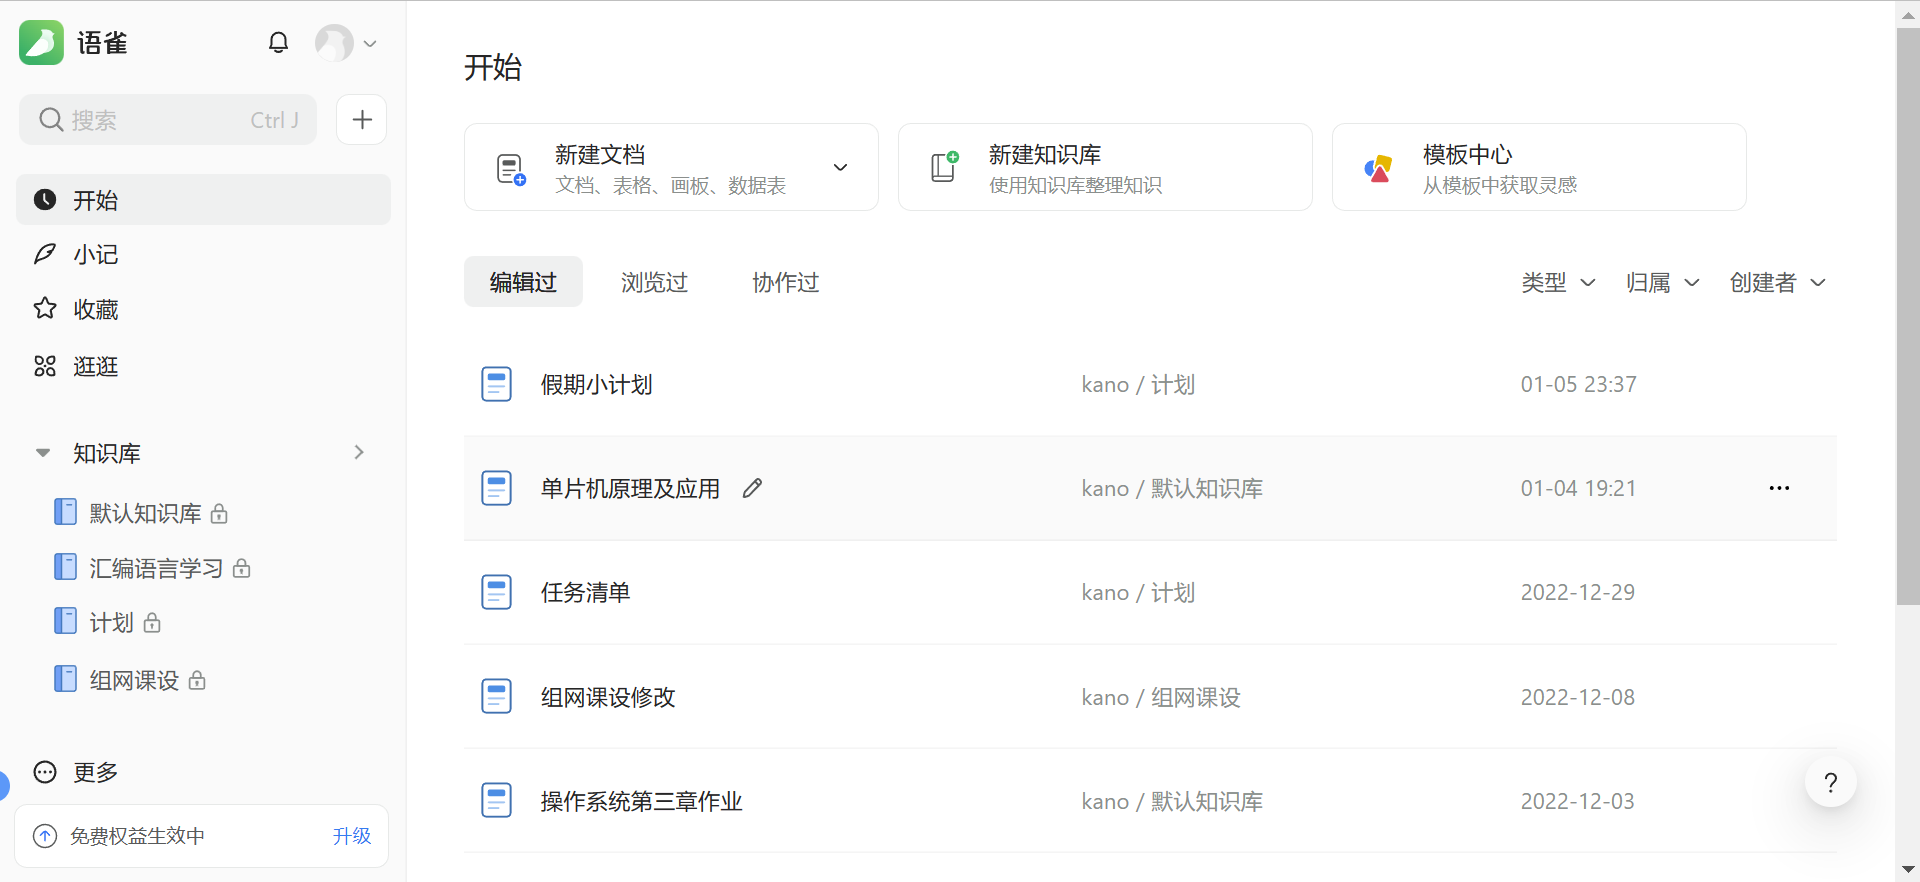 语雀
搜索 Ctrl J
开始
小记
收藏
逛逛
知识库
默认知识库
汇编语言学习
计划
组网课设
更多
免费权益生效中 升级
开始
新建文档
文档、表格、画板、数据表
新建知识库
使用知识库整理知识
模板中心
从模板中获取灵感
编辑过 浏览过 协作过 类型 归属 创建者
假期小计划 kano / 计划 01-05 23:37
单片机原理及应用 kano / 默认知识库 01-04 19:21
任务清单 kano / 计划 2022-12-29
组网课设修改 kano / 组网课设 2022-12-08
操作系统第三章作业 kano / 默认知识库 2022-12-03
?